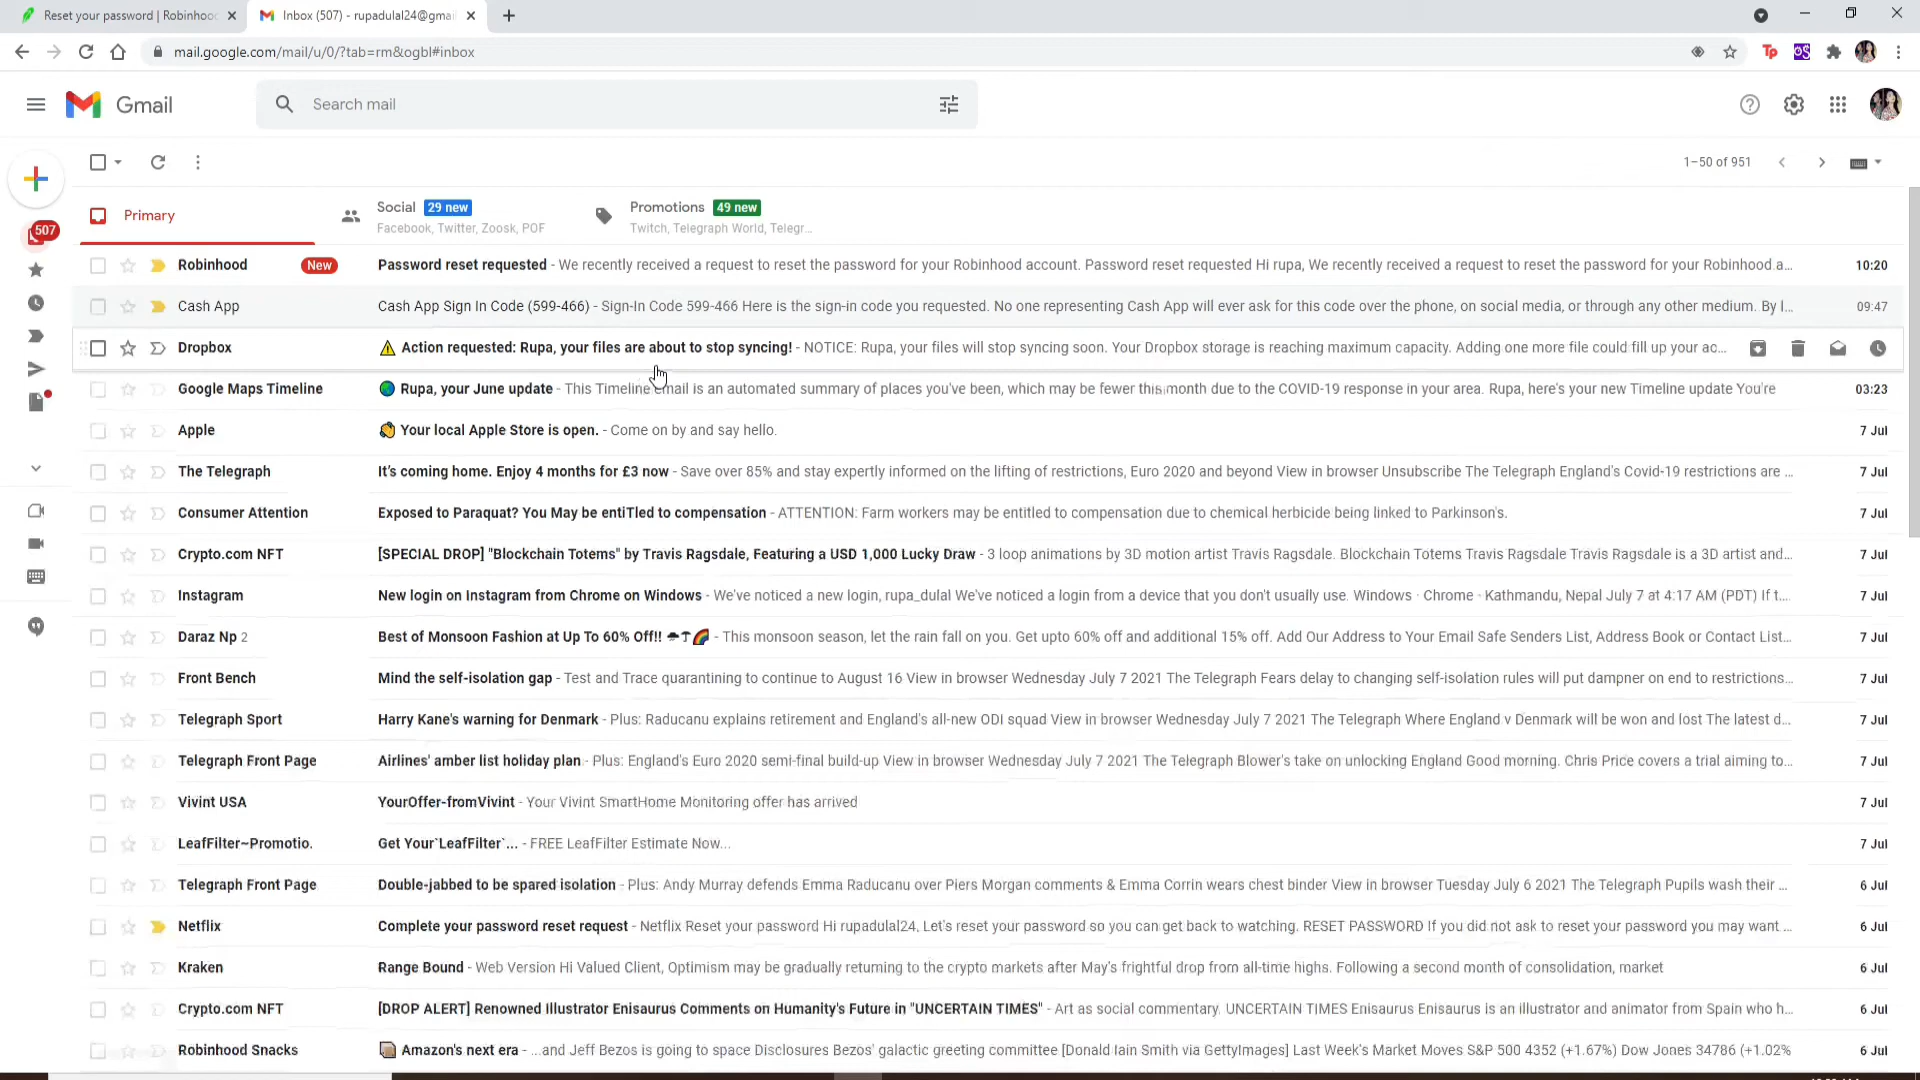 Reset your password | Robinhood
Inbox (507) - rupadulal24@gmai
mail.google.com/mail/u/0/?tab=rm&ogbl#inbox
Gmail
Search mail
1–50 of 951
507
Primary
Social 29 new
Facebook, Twitter, Zoosk, POF
Promotions 49 new
Twitch, Telegraph World, Telegr...
Robinhood New Password reset requested - We recently received a request to reset the password for your Robinhood account. Password reset requested Hi rupa, We recently received a request to reset the password for your Robinhood a... 10:20
Cash App Cash App Sign In Code (599-466) - Sign-In Code 599-466 Here is the sign-in code you requested. No one representing Cash App will ever ask for this code over the phone, on social media, or through any other medium. By l... 09:47
Dropbox ⚠ Action requested: Rupa, your files are about to stop syncing! - NOTICE: Rupa, your files will stop syncing soon. Your Dropbox storage is reaching maximum capacity. Adding one more file could fill up your ac...
Google Maps Timeline 🌏 Rupa, your June update - This Timeline email is an automated summary of places you've been, which may be fewer this month due to the COVID-19 response in your area. Rupa, here's your new Timeline update You're 03:23
Apple 👋 Your local Apple Store is open. - Come on by and say hello. 7 Jul
The Telegraph It's coming home. Enjoy 4 months for £3 now - Save over 85% and stay expertly informed on the lifting of restrictions, Euro 2020 and beyond View in browser Unsubscribe The Telegraph England's Covid-19 restrictions are ... 7 Jul
Consumer Attention Exposed to Paraquat? You May be entiTled to compensation - ATTENTION: Farm workers may be entitled to compensation due to chemical herbicide being linked to Parkinson's. 7 Jul
Crypto.com NFT [SPECIAL DROP] "Blockchain Totems" by Travis Ragsdale, Featuring a USD 1,000 Lucky Draw - 3 loop animations by 3D motion artist Travis Ragsdale. Blockchain Totems Travis Ragsdale Travis Ragsdale is a 3D artist and... 7 Jul
Instagram New login on Instagram from Chrome on Windows - We've noticed a new login, rupa_dulal We've noticed a login from a device that you don't usually use. Windows · Chrome · Kathmandu, Nepal July 7 at 4:17 AM (PDT) If t... 7 Jul
Daraz Np 2 Best of Monsoon Fashion at Up To 60% Off!! 🌧☂🌈 - This monsoon season, let the rain fall on you. Get upto 60% off and additional 15% off. Add Our Address to Your Email Safe Senders List, Address Book or Contact List... 7 Jul
Front Bench Mind the self-isolation gap - Test and Trace quarantining to continue to August 16 View in browser Wednesday July 7 2021 The Telegraph Fears delay to changing self-isolation rules will put dampner on end to restrictions... 7 Jul
Telegraph Sport Harry Kane's warning for Denmark - Plus: Raducanu explains retirement and England's all-new ODI squad View in browser Wednesday July 7 2021 The Telegraph Where England v Denmark will be won and lost The latest d... 7 Jul
Telegraph Front Page Airlines' amber list holiday plan - Plus: England's Euro 2020 semi-final build-up View in browser Wednesday July 7 2021 The Telegraph Blower's take on unlocking England Good morning. Chris Price covers a trial aiming to... 7 Jul
Vivint USA YourOffer-fromVivint - Your Vivint SmartHome Monitoring offer has arrived 7 Jul
LeafFilter~Promotio. Get Your`LeafFilter`... - FREE LeafFilter Estimate Now... 7 Jul
Telegraph Front Page Double-jabbed to be spared isolation - Plus: Andy Murray defends Emma Raducanu over Piers Morgan comments & Emma Corrin wears chest binder View in browser Tuesday July 6 2021 The Telegraph Pupils wash their ... 6 Jul
Netflix Complete your password reset request - Netflix Reset your password Hi rupadulal24, Let's reset your password so you can get back to watching. RESET PASSWORD If you did not ask to reset your password you may want ... 6 Jul
Kraken Range Bound - Web Version Hi Valued Client, Optimism may be gradually returning to the crypto markets after May's frightful drop from all-time highs. Following a second month of consolidation, market 6 Jul
Crypto.com NFT [DROP ALERT] Renowned Illustrator Enisaurus Comments on Humanity's Future in "UNCERTAIN TIMES" - Art as social commentary. UNCERTAIN TIMES Enisaurus Enisaurus is an illustrator and animator from Spain who h... 6 Jul
Robinhood Snacks Amazon's next era - ...and Jeff Bezos is going to space Disclosures Bezos' galactic greeting committee [Donald Iain Smith via GettyImages] Last Week's Market Moves S&P 500 4352 (+1.67%) Dow Jones 34786 (+1.02% 6 Jul